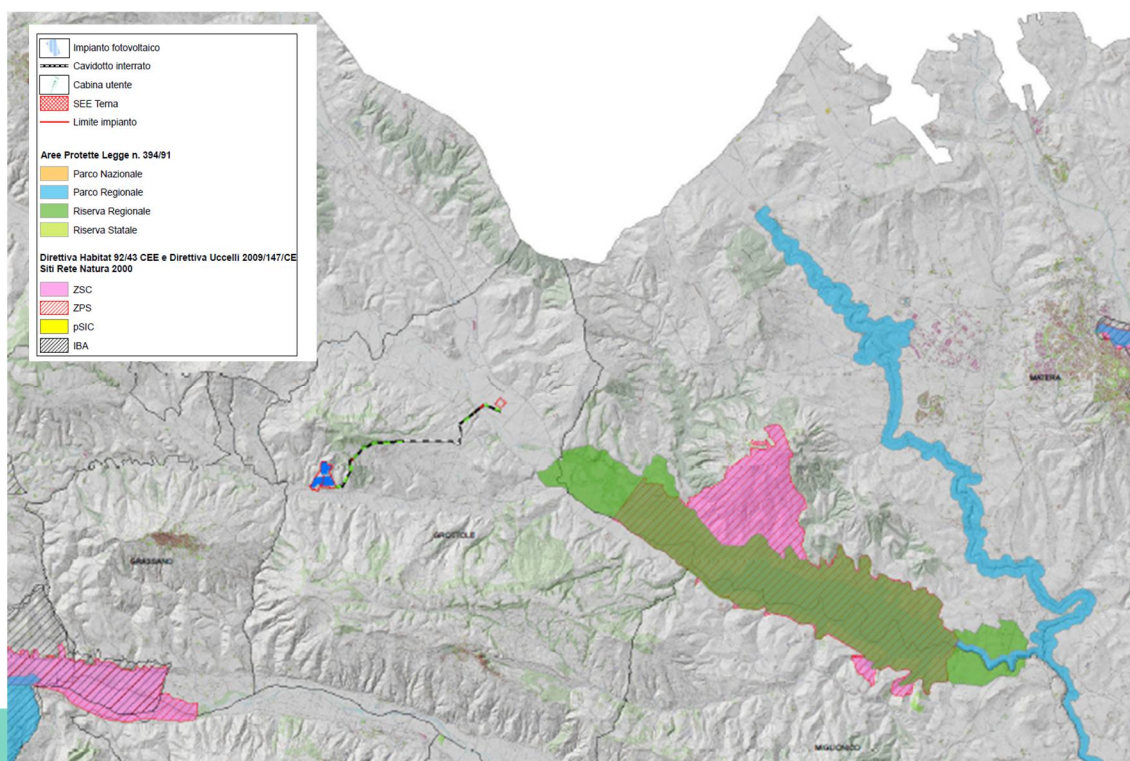 Impianto fotovoltaico
Cavidotto interrato
Cabina utente
SEE Terna
Limite impianto
Aree Protette Legge n. 394/91
Parco Nazionale
Parco Regionale
Riserva Regionale
Riserva Statale
Direttiva Habitat 92/43 CEE e Direttiva Uccelli 2009/147/CE
Siti Rete Natura 2000
ZSC
ZPS
pSIC
IBA
MATERA
GROTTOLE
GRASSANO
MIGLIONICO